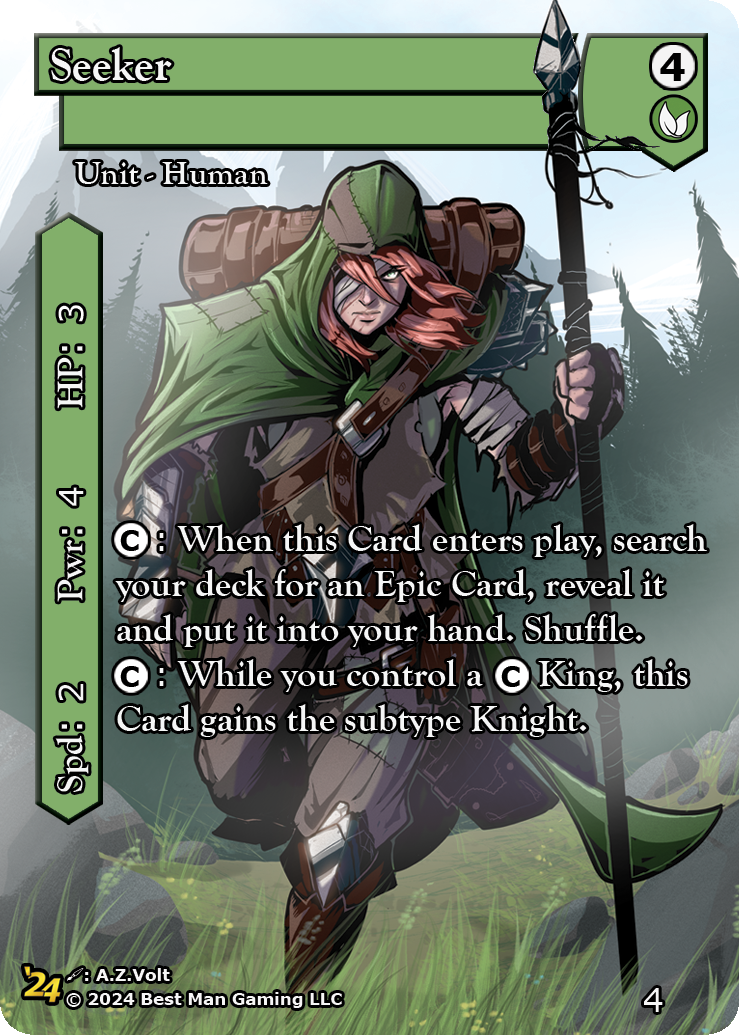 Seeker
4
Unit - Human
HP: 3
Pwr: 4
Spd: 2
C: When this Card enters play, search
your deck for an Epic Card, reveal it
and put it into your hand. Shuffle.
C: While you control a C King, this
Card gains the subtype Knight.
'24
: A.Z.Volt
© 2024 Best Man Gaming LLC
4